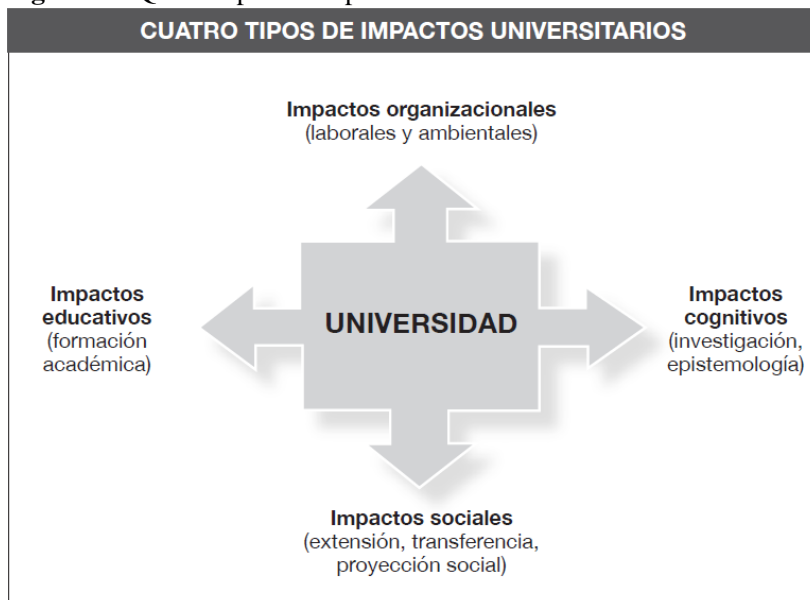 CUATRO TIPOS DE IMPACTOS UNIVERSITARIOS
Impactos organizacionales
(laborales y ambientales)
Impactos
educativos
(formación
académica)
UNIVERSIDAD
Impactos
cognitivos
(investigación,
epistemología)
Impactos sociales
(extensión, transferencia,
proyección social)